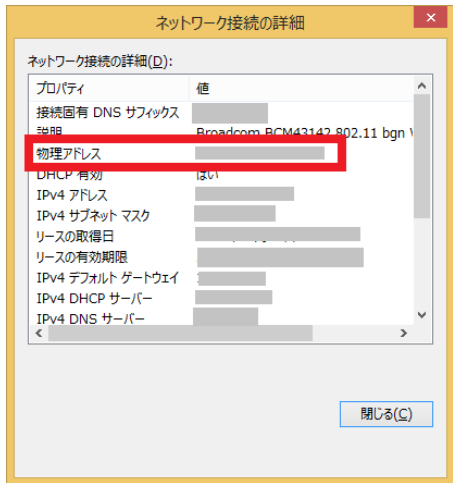 ネットワーク接続の詳細
ネットワーク接続の詳細(D):
プロパティ 値
接続固有 DNS サフィックス
説明 Broadcom BCM43142 802.11 bgn
物理アドレス
DHCP 有効 はい
IPv4 アドレス
IPv4 サブネット マスク
リースの取得日
リースの有効期限
IPv4 デフォルト ゲートウェイ
IPv4 DHCP サーバー
IPv4 DNS サーバー
閉じる(C)